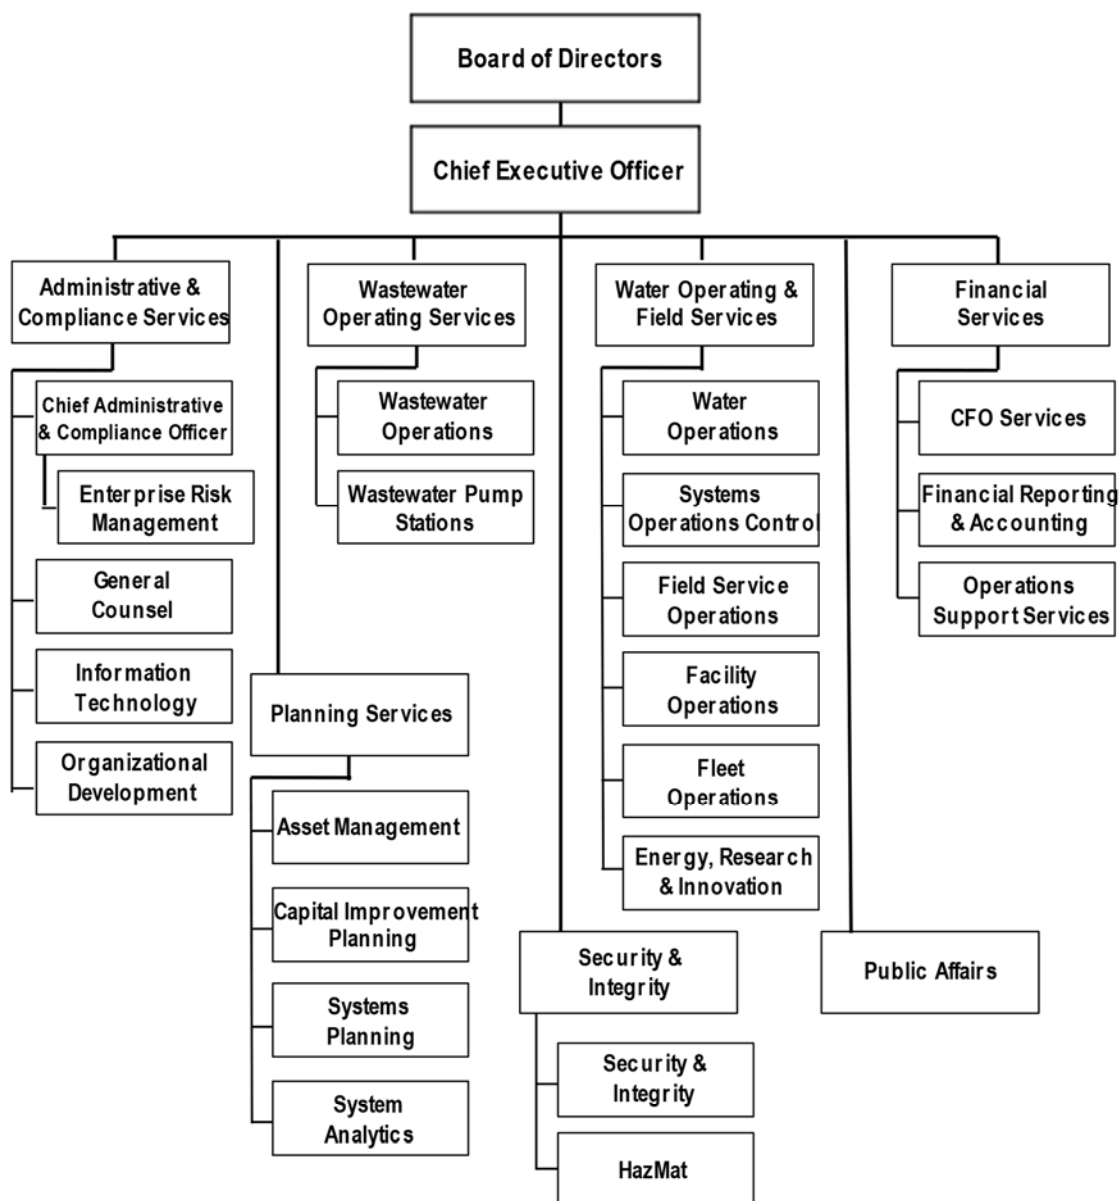 Board of Directors
Chief Executive Officer
Administrative &
Compliance Services
Chief Administrative
& Compliance Officer
Enterprise Risk
Management
General
Counsel
Information
Technology
Organizational
Development
Planning Services
Asset Management
Capital Improvement
Planning
Systems
Planning
System
Analytics
Wastewater
Operating Services
Wastewater
Operations
Wastewater Pump
Stations
Water Operating &
Field Services
Water
Operations
Systems
Operations Control
Field Service
Operations
Facility
Operations
Fleet
Operations
Energy, Research
& Innovation
Security &
Integrity
Security &
Integrity
HazMat
Public Affairs
Financial
Services
CFO Services
Financial Reporting
& Accounting
Operations
Support Services